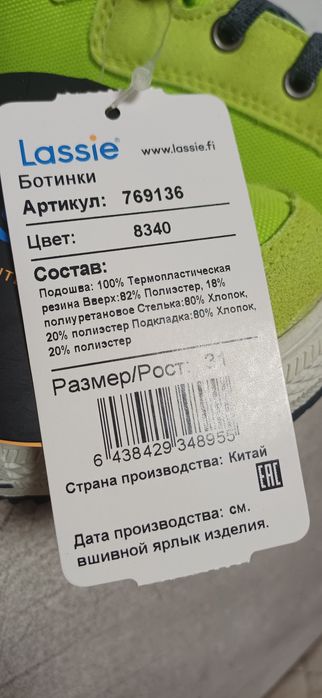 Lassie® www.lassie.fi
Ботинки
Артикул: 769136
Цвет: 8340
Состав:
Подошва: 100% Термопластическая
резина Вверх:82% Полиэстер, 18%
полиуретановое Стелька:80% Хлопок,
20% полиэстер Подкладка:80% Хлопок,
20% полиэстер
Размер/Рост:
6 438429 348955
Страна производства: Китай
EAC
Дата производства: см.
вшивной ярлык изделия.